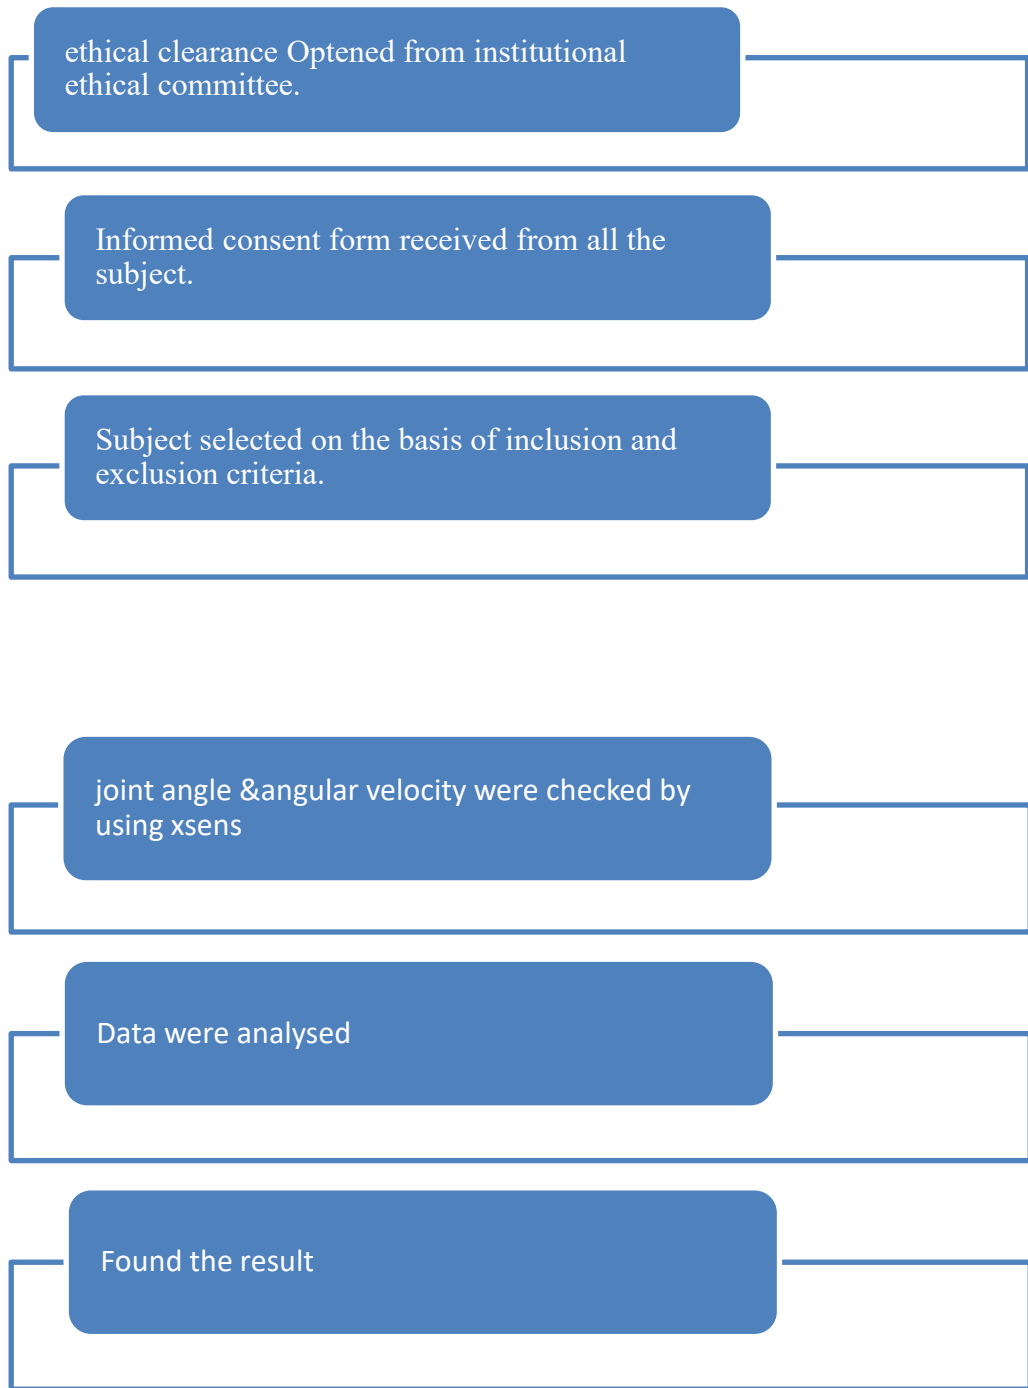 ethical clearance Optened from institutional
ethical committee.
Informed consent form received from all the
subject.
Subject selected on the basis of inclusion and
exclusion criteria.
joint angle &angular velocity were checked by
using xsens
Data were analysed
Found the result